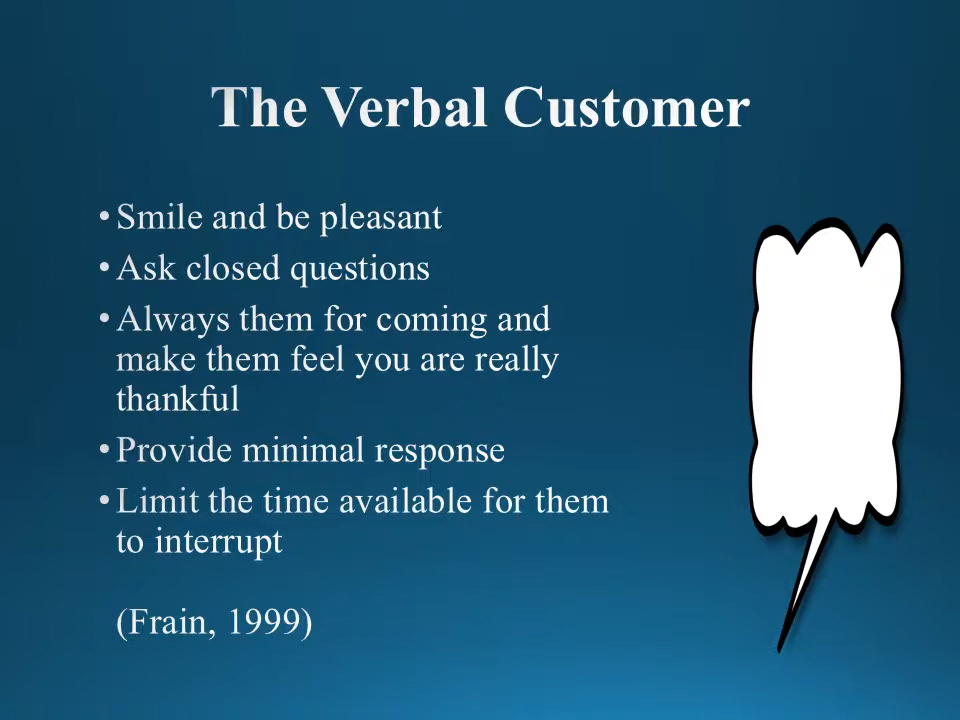 The Verbal Customer
• Smile and be pleasant
• Ask closed questions
• Always them for coming and
make them feel you are really
thankful
• Provide minimal response
• Limit the time available for them
to interrupt
(Frain, 1999)